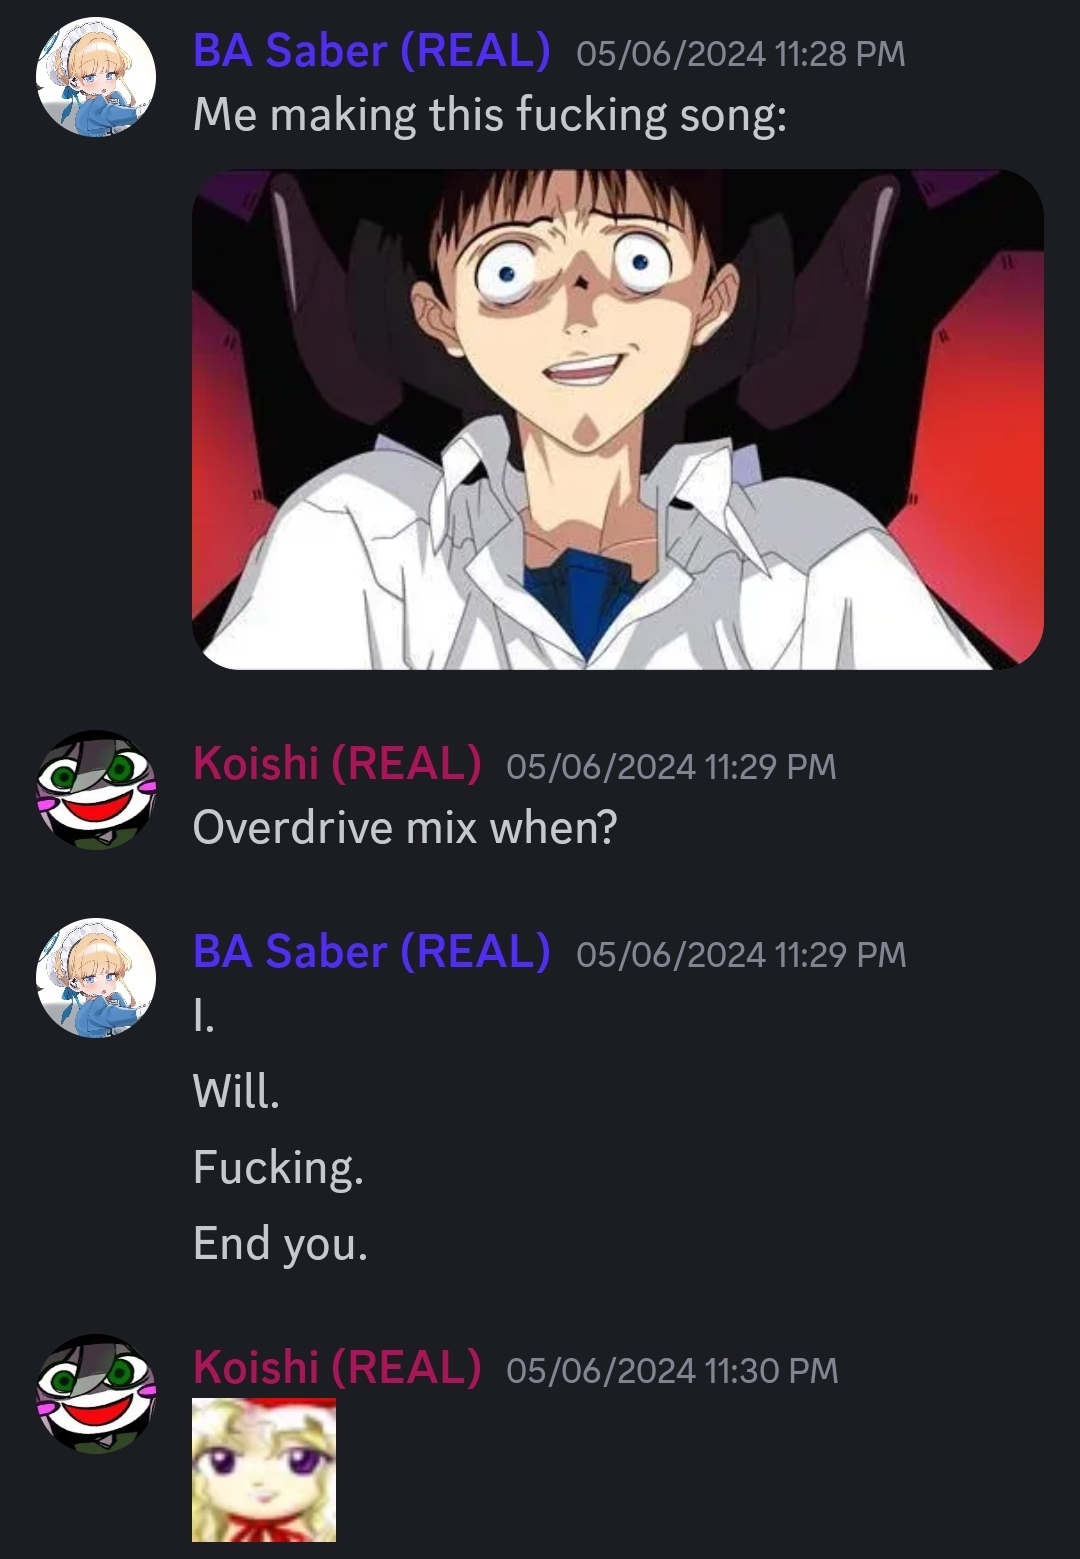 BA Saber (REAL) 05/06/2024 11:28 PM
Me making this fucking song:
Koishi (REAL) 05/06/2024 11:29 PM
Overdrive mix when?
BA Saber (REAL) 05/06/2024 11:29 PM
I.
Will.
Fucking.
End you.
Koishi (REAL) 05/06/2024 11:30 PM